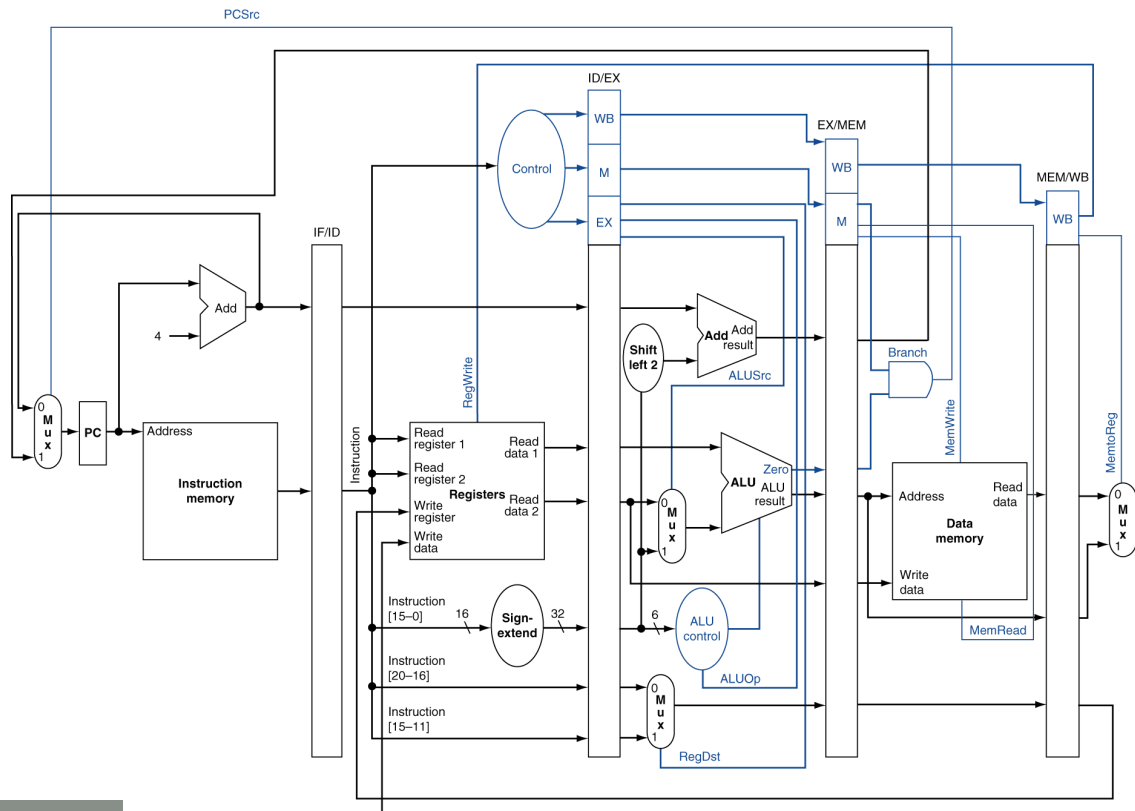 PCSrc
ID/EX
WB
EX/MEM
Control
M
WB
MEM/WB
EX
M
WB
IF/ID
Add
4
Add
Add
result
Shift
left 2
ALUSrc
Branch
RegWrite
MemWrite
MemtoReg
0
M
u
x
1
PC
Address
Instruction
memory
Instruction
Read
register 1
Read
register 2
Write
register
Write
data
Registers
Read
data 1
Read
data 2
0
M
u
x
1
ALU
Zero
ALU
result
Address
Read
data
Data
memory
Write
data
0
M
u
x
1
Instruction
[15–0]
16
Sign-
extend
32
6
ALU
control
MemRead
Instruction
[20–16]
ALUOp
0
M
u
x
1
Instruction
[15–11]
RegDst